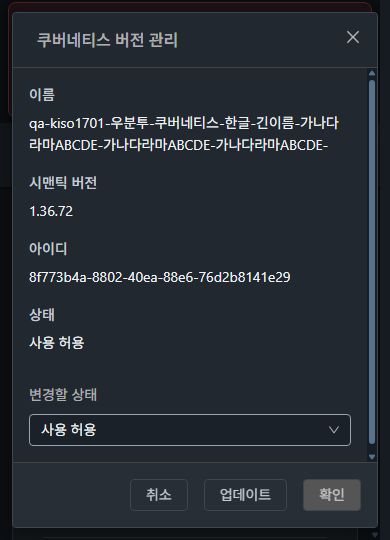 쿠버네티스 버전 관리
이름
qa-kiso1701-우분투-쿠버네티스-한글-긴이름-가나다
라마ABCDE-가나다라마ABCDE-가나다라마ABCDE-
시맨틱 버전
1.36.72
아이디
8f773b4a-8802-40ea-88e6-76d2b8141e29
상태
사용 허용
변경할 상태
사용 허용
취소
업데이트
확인